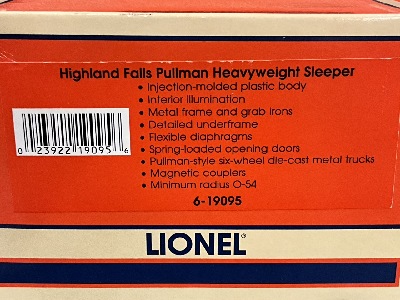 Highland Falls Pullman Heavyweight Sleeper
• Injection-molded plastic body
• Interior illumination
• Metal frame and grab irons
• Detailed underframe
• Flexible diaphragms
• Spring-loaded opening doors
• Pullman-style six-wheel die-cast metal trucks
• Magnetic couplers
• Minimum radius O-54
6-19095
0 23922 19095 6
LIONEL®